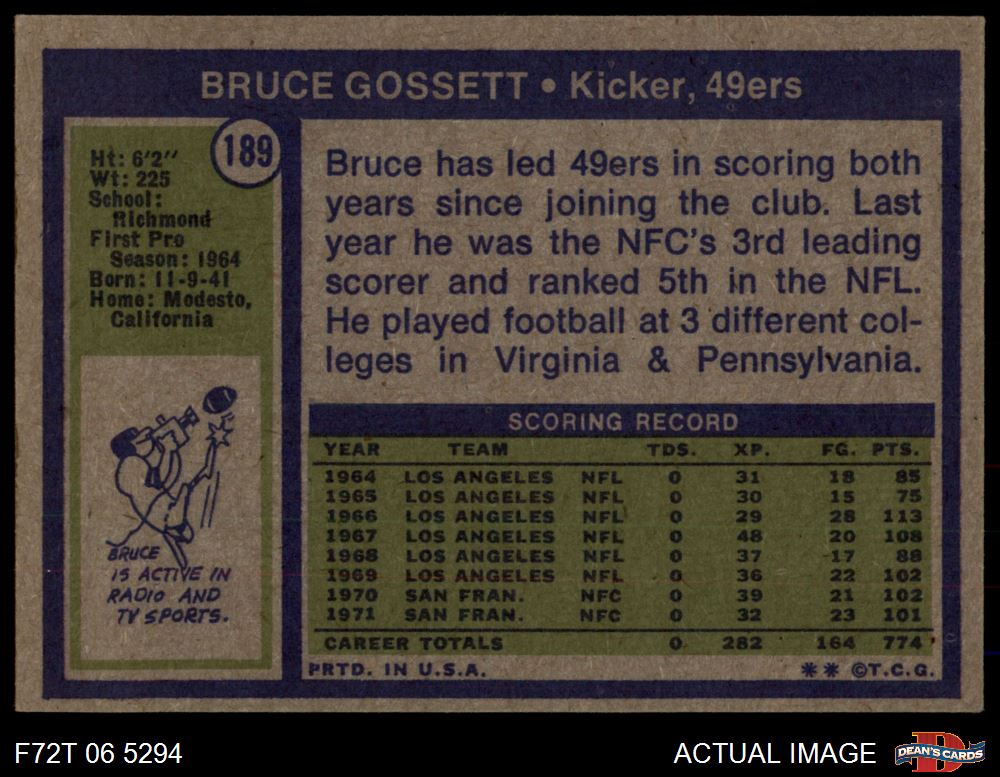 BRUCE GOSSETT • Kicker, 49ers
189
Ht: 6'2"
Wt: 225
School:
Richmond
First Pro
Season: 1964
Born: 11-9-41
Home: Modesto,
California
BRUCE
IS ACTIVE IN
RADIO AND
TV SPORTS.
Bruce has led 49ers in scoring both
years since joining the club. Last
year he was the NFC's 3rd leading
scorer and ranked 5th in the NFL.
He played football at 3 different col-
leges in Virginia & Pennsylvania.
SCORING RECORD
YEAR TEAM TDS. XP. FG. PTS.
1964 LOS ANGELES NFL 0 31 18 85
1965 LOS ANGELES NFL 0 30 15 75
1966 LOS ANGELES NFL 0 29 28 113
1967 LOS ANGELES NFL 0 48 20 108
1968 LOS ANGELES NFL 0 37 17 88
1969 LOS ANGELES NFL 0 36 22 102
1970 SAN FRAN. NFC 0 39 21 102
1971 SAN FRAN. NFC 0 32 23 101
CAREER TOTALS 0 282 164 774
PRTD. IN U.S.A. ** ©T.C.G.
F72T 06 5294 ACTUAL IMAGE D DEAN'S CARDS